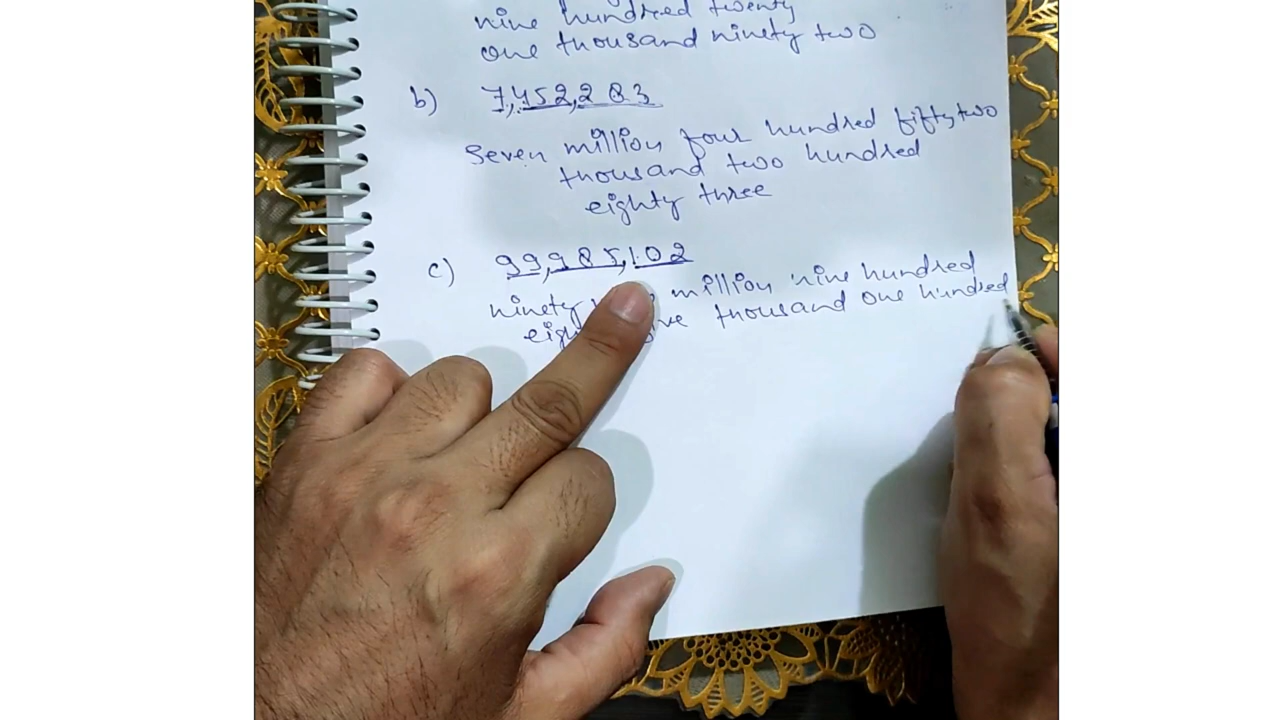 nine hundred twenty
one thousand ninety two
b) 7,452,283
Seven million four hundred fifty two
thousand two hundred
eighty three
c) 99,985,102
ninety million nine hundred
thousand one hundred